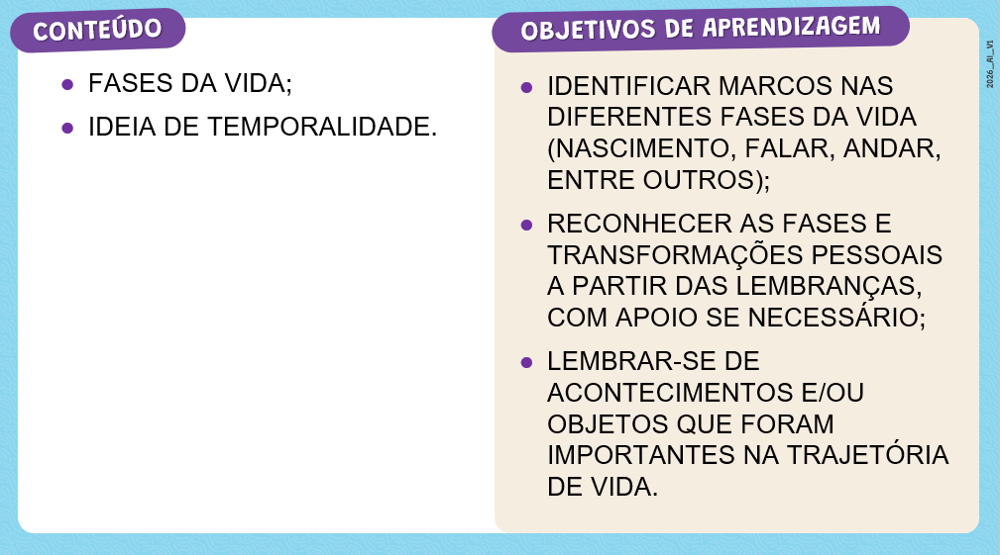 CONTEÚDO
FASES DA VIDA;
IDEIA DE TEMPORALIDADE.
OBJETIVOS DE APRENDIZAGEM
IDENTIFICAR MARCOS NAS
DIFERENTES FASES DA VIDA
(NASCIMENTO, FALAR, ANDAR,
ENTRE OUTROS);
RECONHECER AS FASES E
TRANSFORMAÇÕES PESSOAIS
A PARTIR DAS LEMBRANÇAS,
COM APOIO SE NECESSÁRIO;
LEMBRAR-SE DE
ACONTECIMENTOS E/OU
OBJETOS QUE FORAM
IMPORTANTES NA TRAJETÓRIA
DE VIDA.
2026_AI_V1